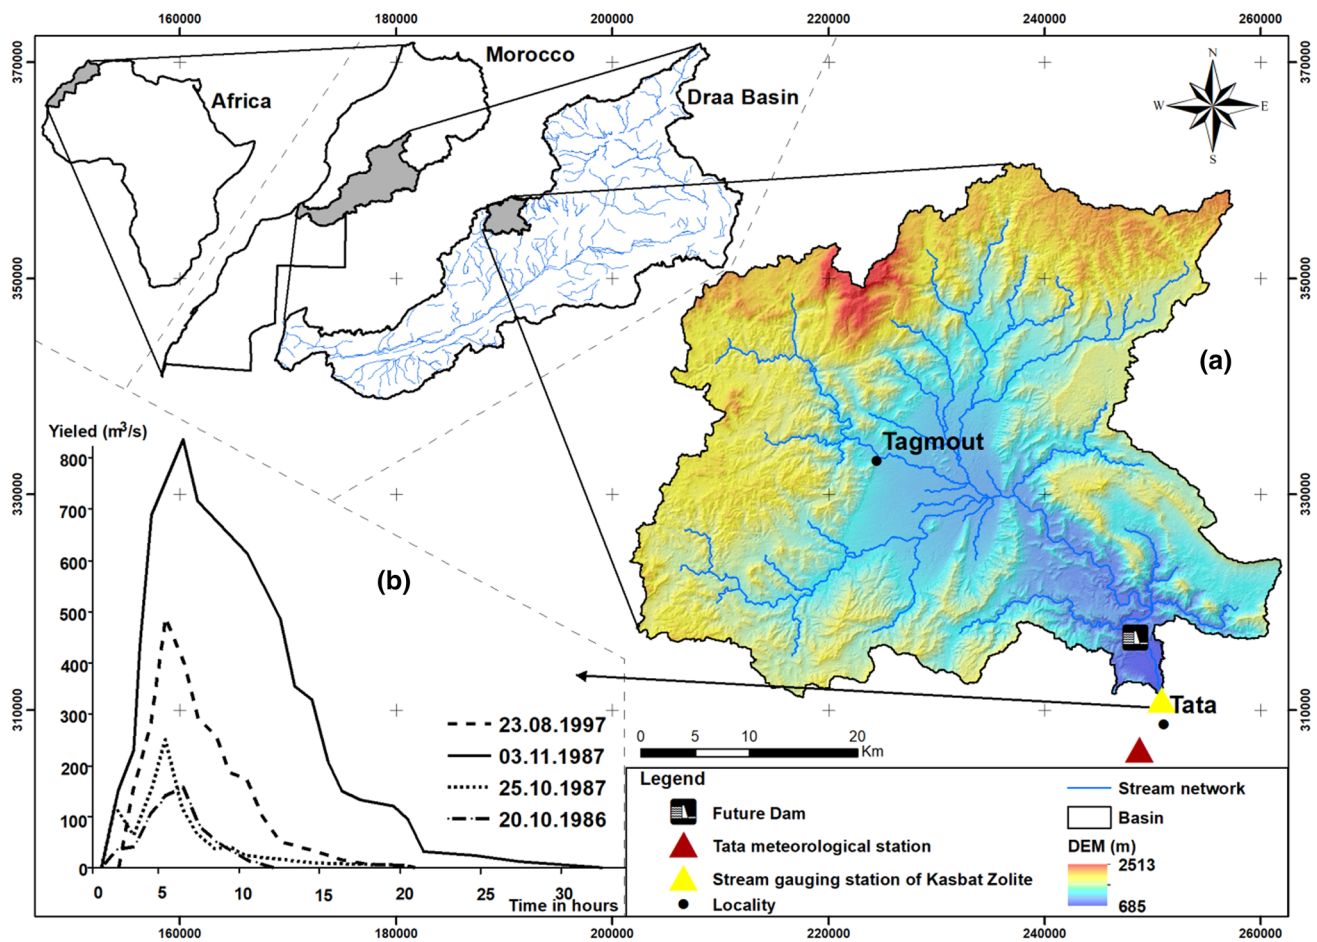 160000 180000 200000 220000 240000 260000
370000
350000
330000
310000
370000
350000
330000
310000
Africa
Morocco
Draa Basin
N
W E
S
(a)
Tagmout
Tata
Yieled (m³/s)
800
700
600
500
400
300
200
100
0
0 5 10 15 20 25 30
Time in hours
(b)
23.08.1997
03.11.1987
25.10.1987
20.10.1986
0 5 10 20
Km
Legend
Future Dam
Tata meteorological station
Stream gauging station of Kasbat Zolite
Locality
Stream network
Basin
DEM (m)
2513
685
160000 180000 200000 220000 240000 260000